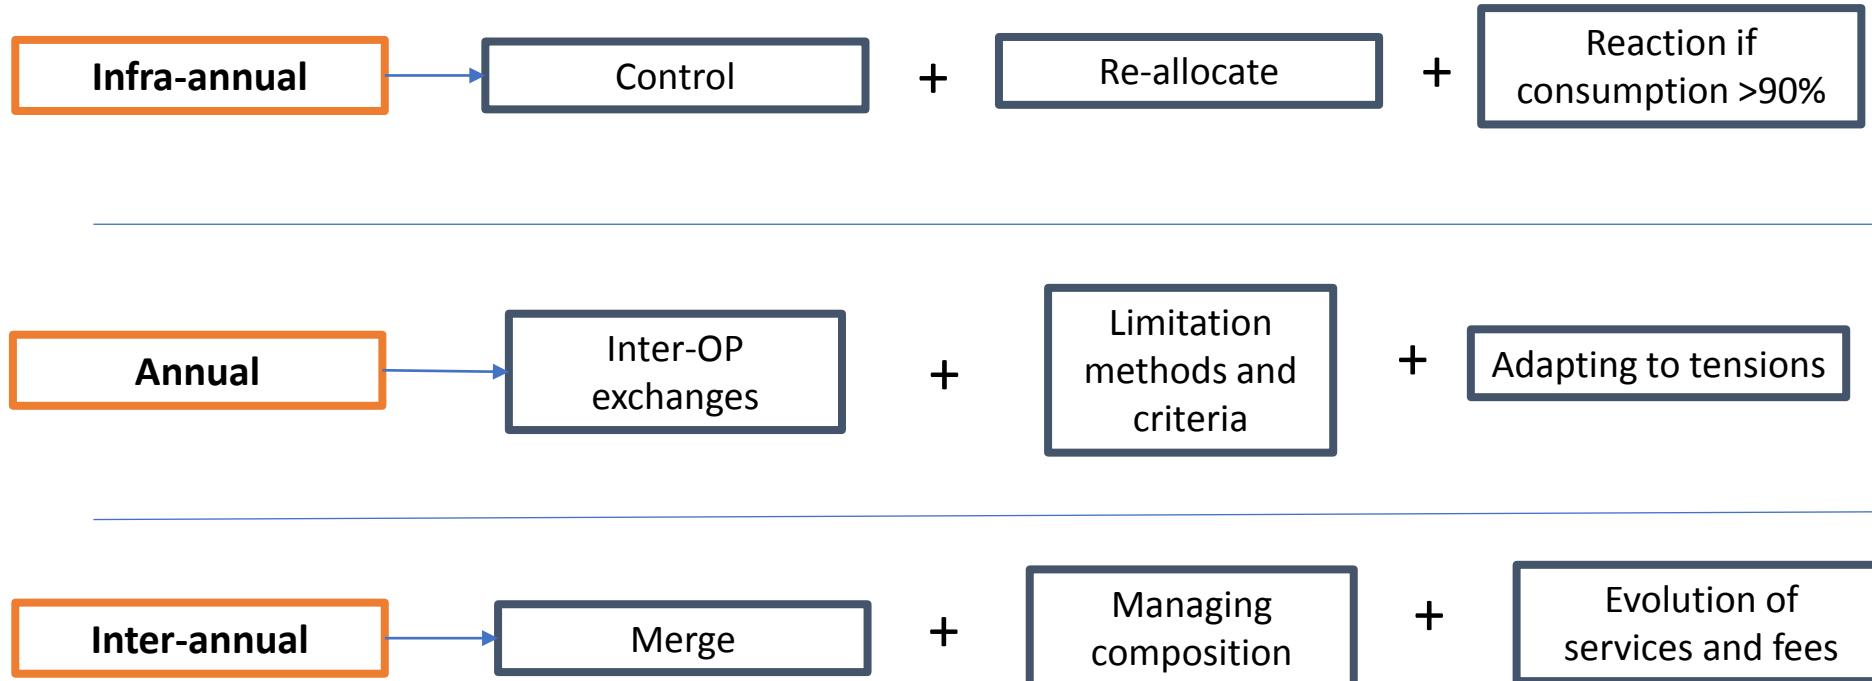 Infra-annual
Control
+
Re-allocate
+
Reaction if
consumption >90%
Annual
Inter-OP
exchanges
+
Limitation
methods and
criteria
+
Adapting to tensions
Inter-annual
Merge
+
Managing
composition
+
Evolution of
services and fees